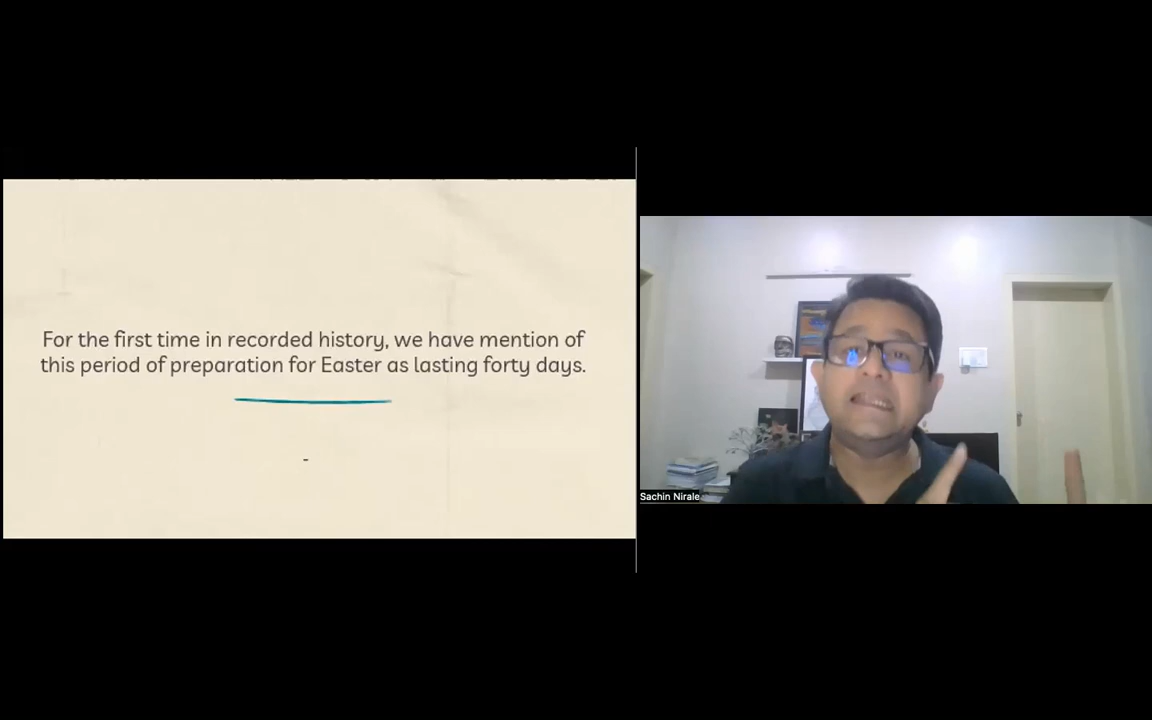 For the first time in recorded history, we have mention of
this period of preparation for Easter as lasting forty days.
-
Sachin Nirale